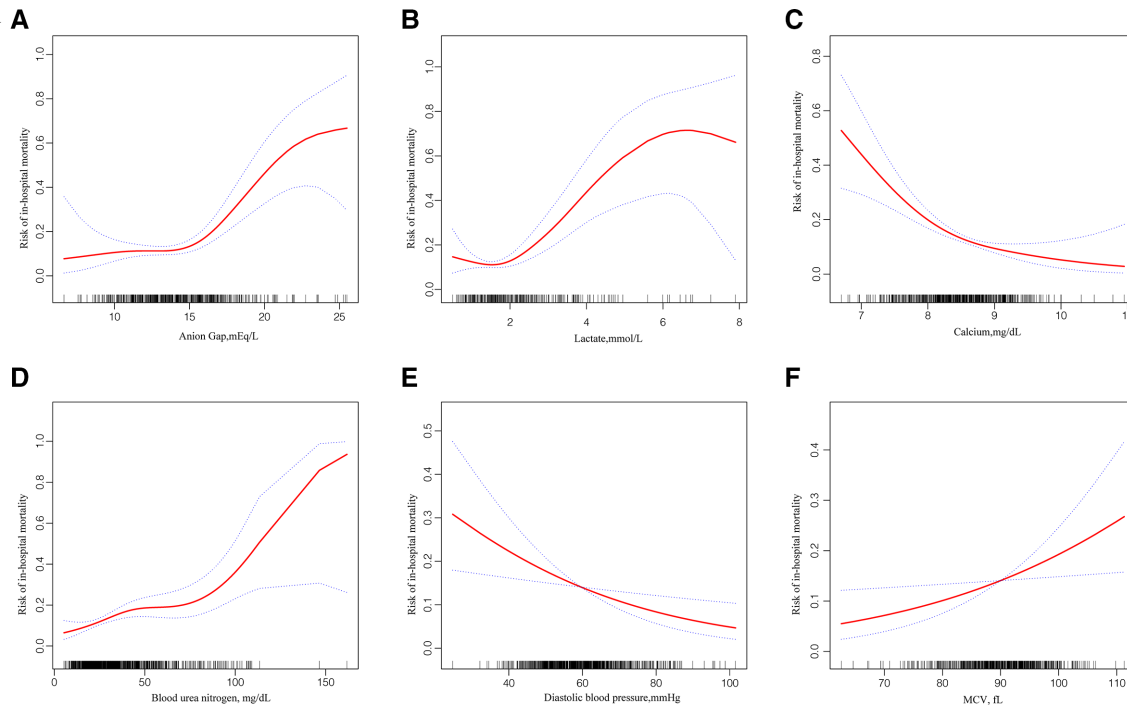 A
Risk of in-hospital mortality
0.0 0.2 0.4 0.6 0.8 1.0
10 15 20 25
Anion Gap,mEq/L
B
Risk of in-hospital mortality
0.0 0.2 0.4 0.6 0.8 1.0
2 4 6 8
Lactate,mmol/L
C
Risk of in-hospital mortality
0.0 0.2 0.4 0.6 0.8
7 8 9 10
Calcium,mg/dL
D
Risk of in-hospital mortality
0.0 0.2 0.4 0.6 0.8 1.0
0 50 100 150
Blood urea nitrogen, mg/dL
E
Risk of in-hospital mortality
0.0 0.1 0.2 0.3 0.4 0.5
40 60 80 100
Diastolic blood pressure,mmHg
F
Risk of in-hospital mortality
0.0 0.1 0.2 0.3 0.4
70 80 90 100 110
MCV, fL